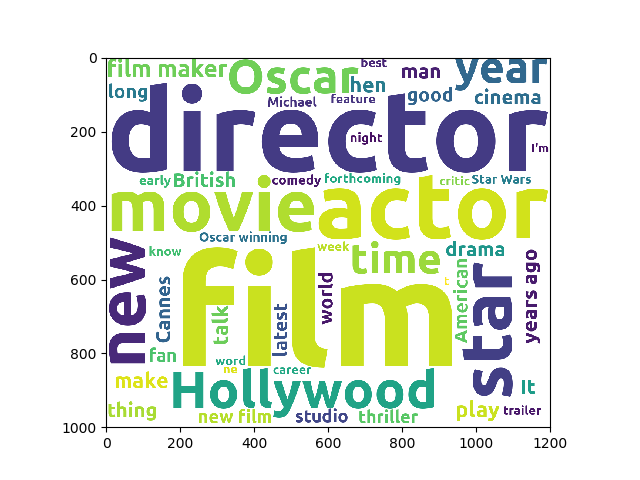 0
200
400
600
800
1000
0
200
400
600
800
1000
1200
film maker
Oscar
best
man
year
long
hen
Michael
feature
good
cinema
director
night
I'm
early
British
comedy
forthcoming
critic
Star Wars
movie
actor
Oscar winning
week
new
know
time
drama
film
Cannes
talk
latest
world
t
American
star
years ago
fan
word
ne
career
make
Hollywood
It
thing
new film
studio
thriller
play
trailer